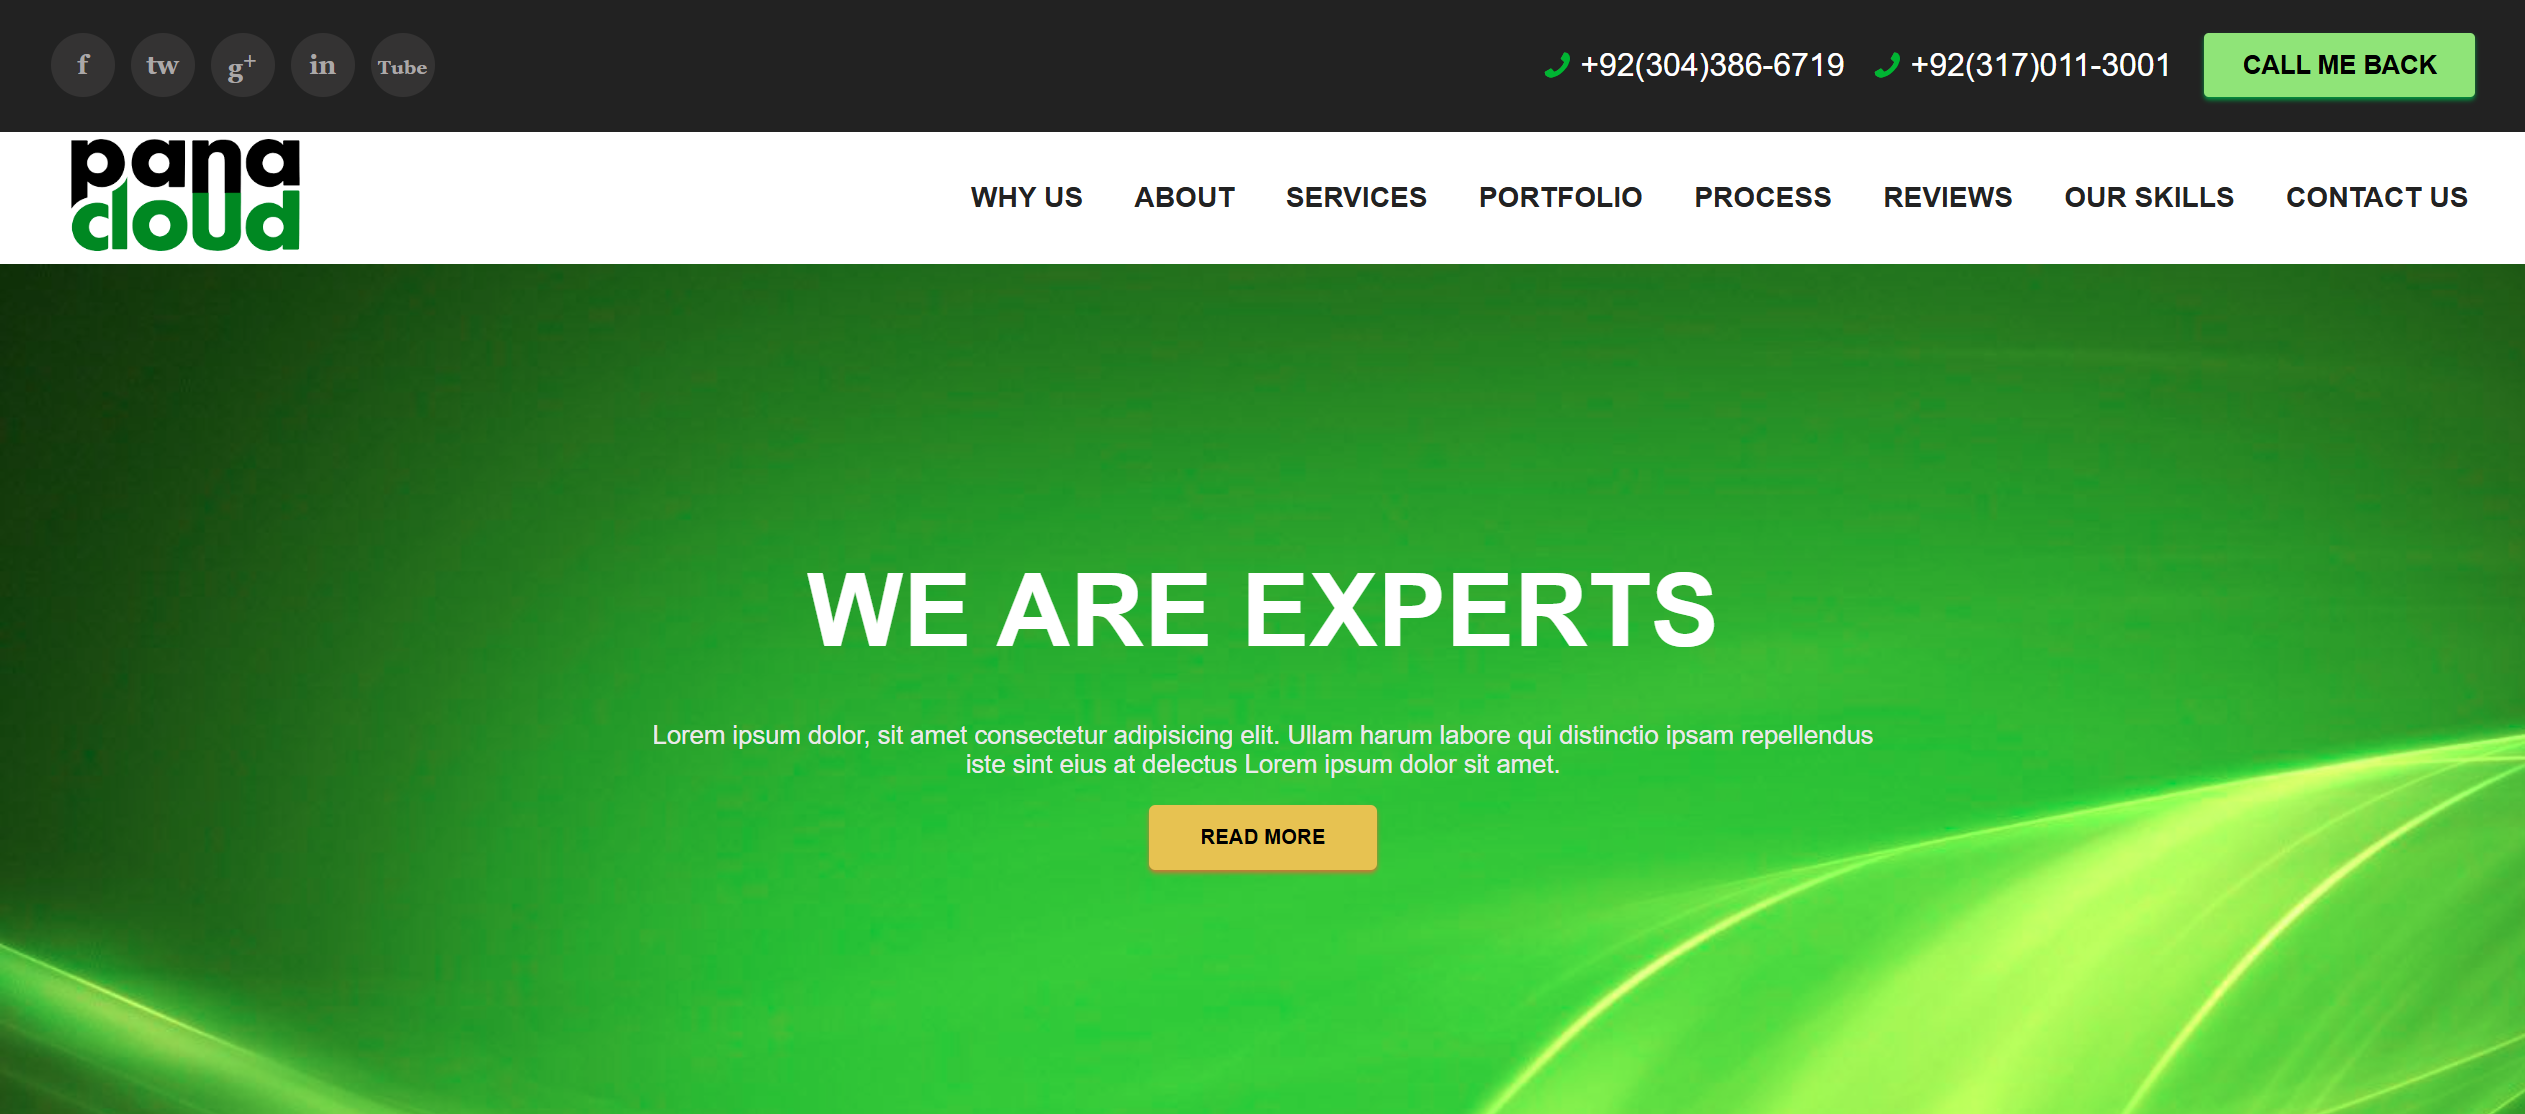 f tw g+ in Tube +92(304)386-6719 +92(317)011-3001 CALL ME BACK
pana
cloud
WHY US ABOUT SERVICES PORTFOLIO PROCESS REVIEWS OUR SKILLS CONTACT US
WE ARE EXPERTS
Lorem ipsum dolor, sit amet consectetur adipisicing elit. Ullam harum labore qui distinctio ipsam repellendus
iste sint eius at delectus Lorem ipsum dolor sit amet.
READ MORE